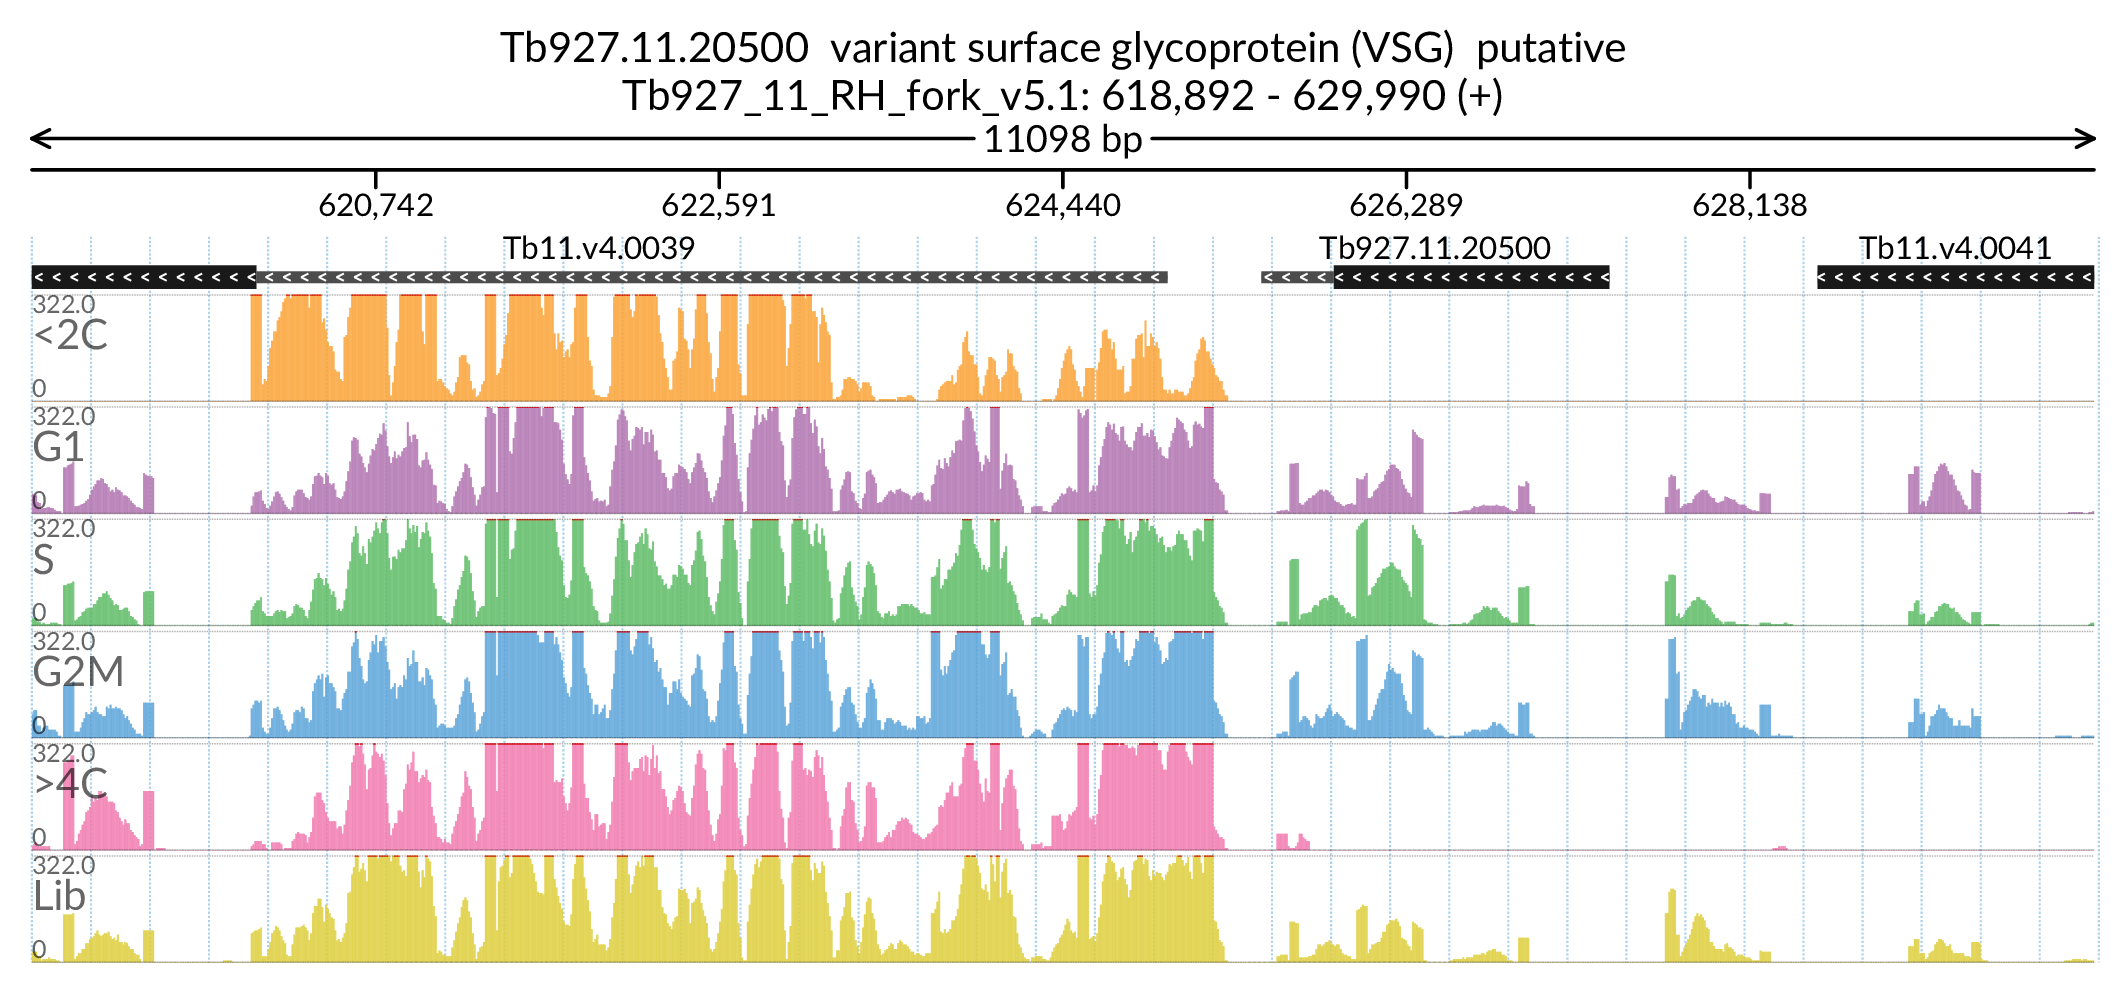 Tb927.11.20500 variant surface glycoprotein (VSG) putative
Tb927_11_RH_fork_v5.1: 618,892 - 629,990 (+)
11098 bp
620,742 622,591 624,440 626,289 628,138
Tb11.v4.0039 Tb927.11.20500 Tb11.v4.0041
322.0
<2C
0
322.0
G1
0
322.0
S
0
322.0
G2M
0
322.0
>4C
0
322.0
Lib
0